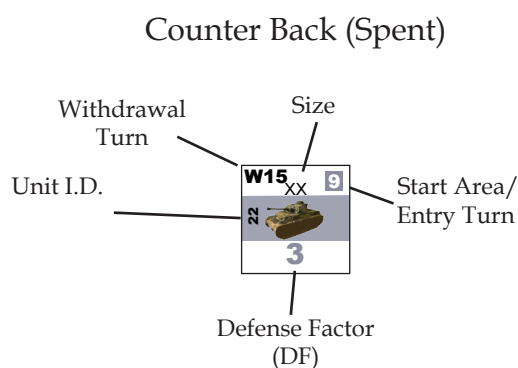 Counter Back (Spent)
Withdrawal
Turn
Size
Unit I.D.
W15
XX
9
22
3
Start Area/
Entry Turn
Defense Factor
(DF)